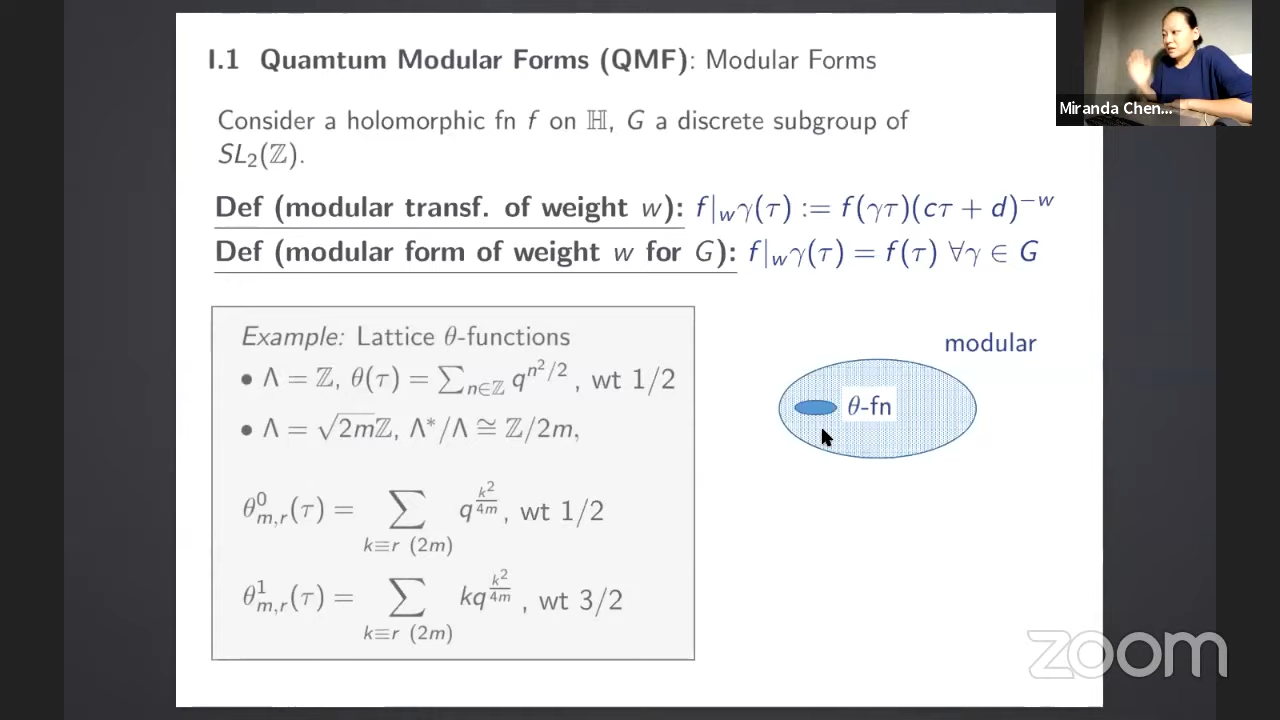 I.1 Quamtum Modular Forms (QMF): Modular Forms
Miranda Chen...
Consider a holomorphic fn f on ℍ, G a discrete subgroup of
SL₂(ℤ).
Def (modular transf. of weight w): f|_wγ(τ) := f(γτ)(cτ + d)^{-w}
Def (modular form of weight w for G): f|_wγ(τ) = f(τ) ∀γ ∈ G
Example: Lattice θ-functions
• Λ = ℤ, θ(τ) = ∑_{n∈ℤ} q^{n²/2} , wt 1/2
• Λ = √2mℤ, Λ*/Λ ≅ ℤ/2m,
θ^0_{m,r}(τ) = ∑_{k≡r (2m)} q^{k²/4m} , wt 1/2
θ^1_{m,r}(τ) = ∑_{k≡r (2m)} kq^{k²/4m} , wt 3/2
modular
θ-fn
zoom